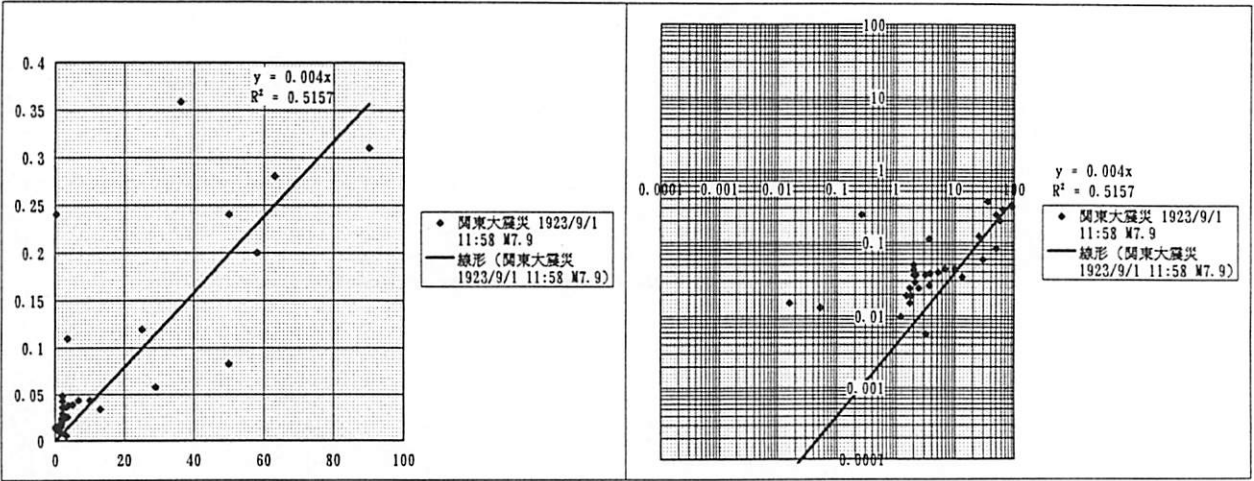 0.4
0.35
0.3
0.25
0.2
0.15
0.1
0.05
0
0 20 40 60 80 100
y = 0.004x
R² = 0.5157
関東大震災 1923/9/1
11:58 M7.9
線形 (関東大震災
1923/9/1 11:58 M7.9)
100
10
1
0.0001 0.001 0.01 0.1 1 10 100
0.1
0.01
0.001
0.0001
y = 0.004x
R² = 0.5157
関東大震災 1923/9/1
11:58 M7.9
線形 (関東大震災
1923/9/1 11:58 M7.9)